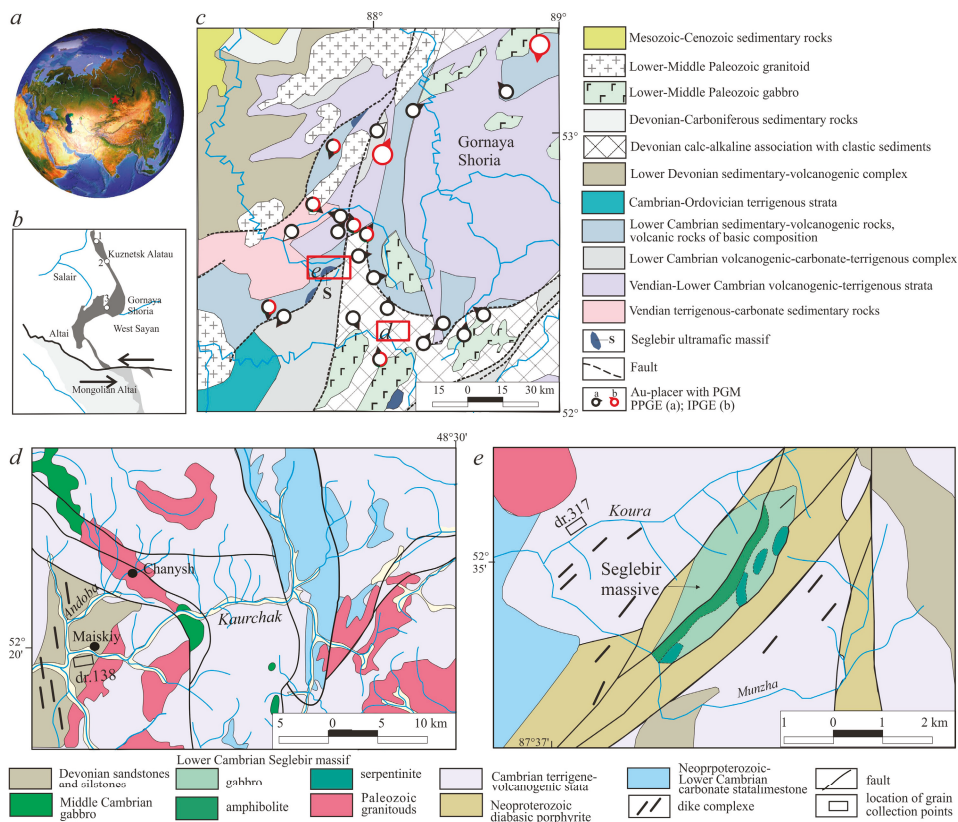 a
b
1
2
Kuznetsk Alatau
Salair
3
Gornaya
Shoria
Altai
West Sayan
Mongolian Altai
c
88°
89°
53°
Gornaya
Shoria
e
S
d
15 0 15 30 km
52°
Mesozoic-Cenozoic sedimentary rocks
Lower-Middle Paleozoic granitoid
Lower-Middle Paleozoic gabbro
Devonian-Carboniferous sedimentary rocks
Devonian calc-alkaline association with clastic sediments
Lower Devonian sedimentary-volcanogenic complex
Cambrian-Ordovician terrigenous strata
Lower Cambrian sedimentary-volcanogenic rocks,
volcanic rocks of basic composition
Lower Cambrian volcanogenic-carbonate-terrigenous complex
Vendian-Lower Cambrian volcanogenic-terrigenous strata
Vendian terrigenous-carbonate sedimentary rocks
S Seglebir ultramafic massif
Fault
a b Au-placer with PGM
PPGE (a); IPGE (b)
d
48°30'
Chanysh
Andoba
Kaurchak
Maiskiy
52°
20'
dr.138
5 0 5 10 km
e
dr.317
Koura
52°
35'
Seglebir
massive
Munzha
87°37'
1 0 1 2 km
Lower Cambrian Seglebir massif
Devonian sandstones
and silstones
gabbro
serpentinite
Cambrian terrigene-
volcanogenic stata
Neoprpoterozoic-
Lower Cambrian
carbonate statalimestone
fault
Middle Cambrian
gabbro
amphibolite
Paleozoic
granitouds
Neoproterozoic
diabasic porphyrite
dike complexe
location of grain
collection points